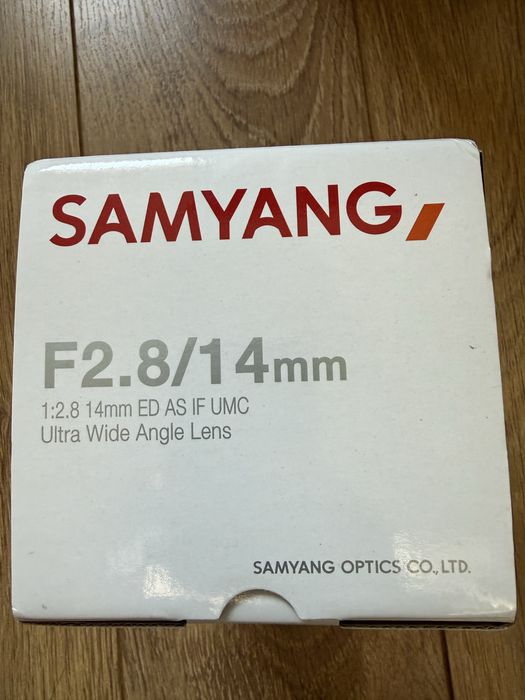 SAMYANG
F2.8/14mm
1:2.8 14mm ED AS IF UMC
Ultra Wide Angle Lens
SAMYANG OPTICS CO., LTD.